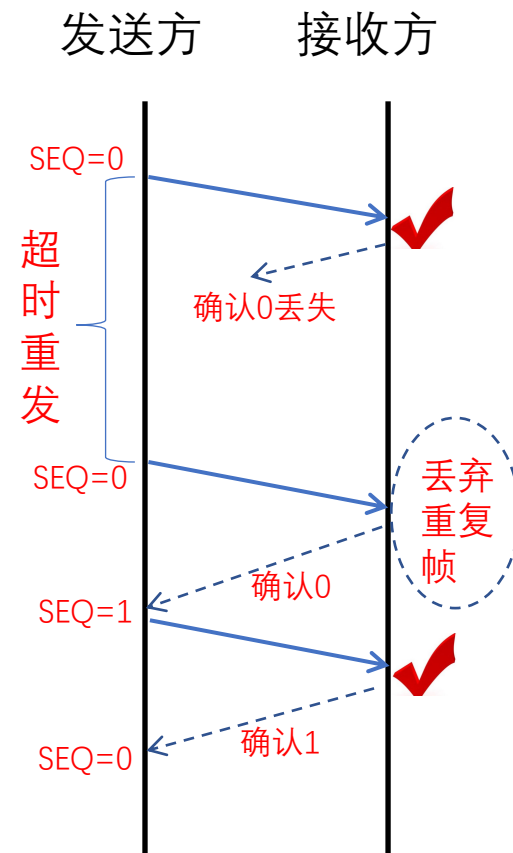 发送方 接收方
SEQ=0
超
时
重
发
确认0丢失
SEQ=0
丢弃
重复
帧
确认0
SEQ=1
确认1
SEQ=0